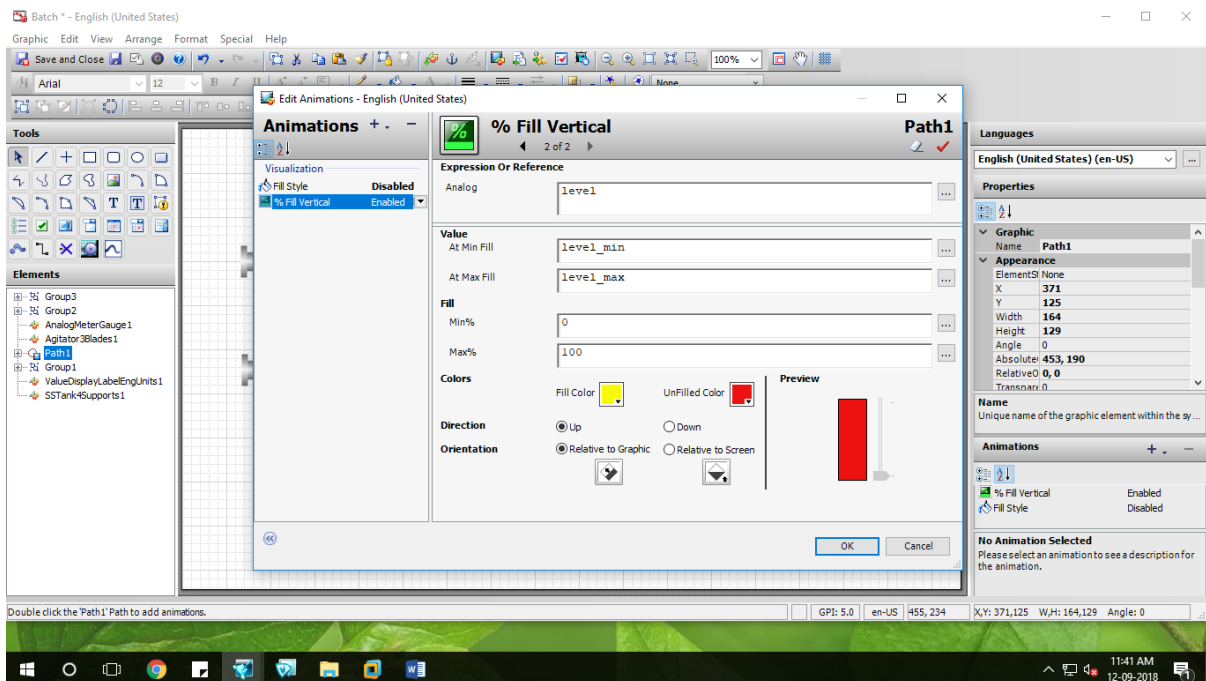 Batch * - English (United States)
Graphic Edit View Arrange Format Special Help
Save and Close
100%
Arial 12 B I U A None
Edit Animations - English (United States)
Animations
% Fill Vertical
Path1
2 of 2
Visualization
Fill Style Disabled
% Fill Vertical Enabled
Expression Or Reference
Analog level
Value
At Min Fill level_min
At Max Fill level_max
Fill
Min% 0
Max% 100
Colors
Fill Color UnFilled Color
Preview
Direction Up Down
Orientation Relative to Graphic Relative to Screen
OK Cancel
Tools
T T
Elements
Group3
Group2
AnalogMeterGauge1
Agitator3Blades1
Path1
Group1
ValueDisplayLabelEngUnits1
SSTank4Supports1
Languages
English (United States) (en-US)
Properties
Graphic
Name Path1
Appearance
ElementSt None
X 371
Y 125
Width 164
Height 129
Angle 0
Absolute 453, 190
RelativeO 0, 0
Transpare 0
Name
Unique name of the graphic element within the sy...
Animations
% Fill Vertical Enabled
Fill Style Disabled
No Animation Selected
Please select an animation to see a description for
the animation.
Double click the 'Path1' Path to add animations.
GPI: 5.0 en-US 455, 234 X,Y: 371,125 W,H: 164,129 Angle: 0
11:41 AM
12-09-2018